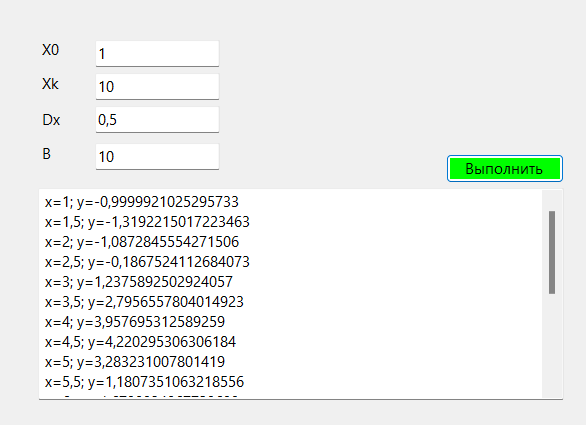 X0
1
Xk
10
Dx
0,5
B
10
Выполнить
x=1; y=-0,9999921025295733
x=1,5; y=-1,3192215017223463
x=2; y=-1,0872845554271506
x=2,5; y=-0,1867524112684073
x=3; y=1,2375892502924057
x=3,5; y=2,7956557804014923
x=4; y=3,957695312589259
x=4,5; y=4,220295306306184
x=5; y=3,283231007801419
x=5,5; y=1,1807351063218556